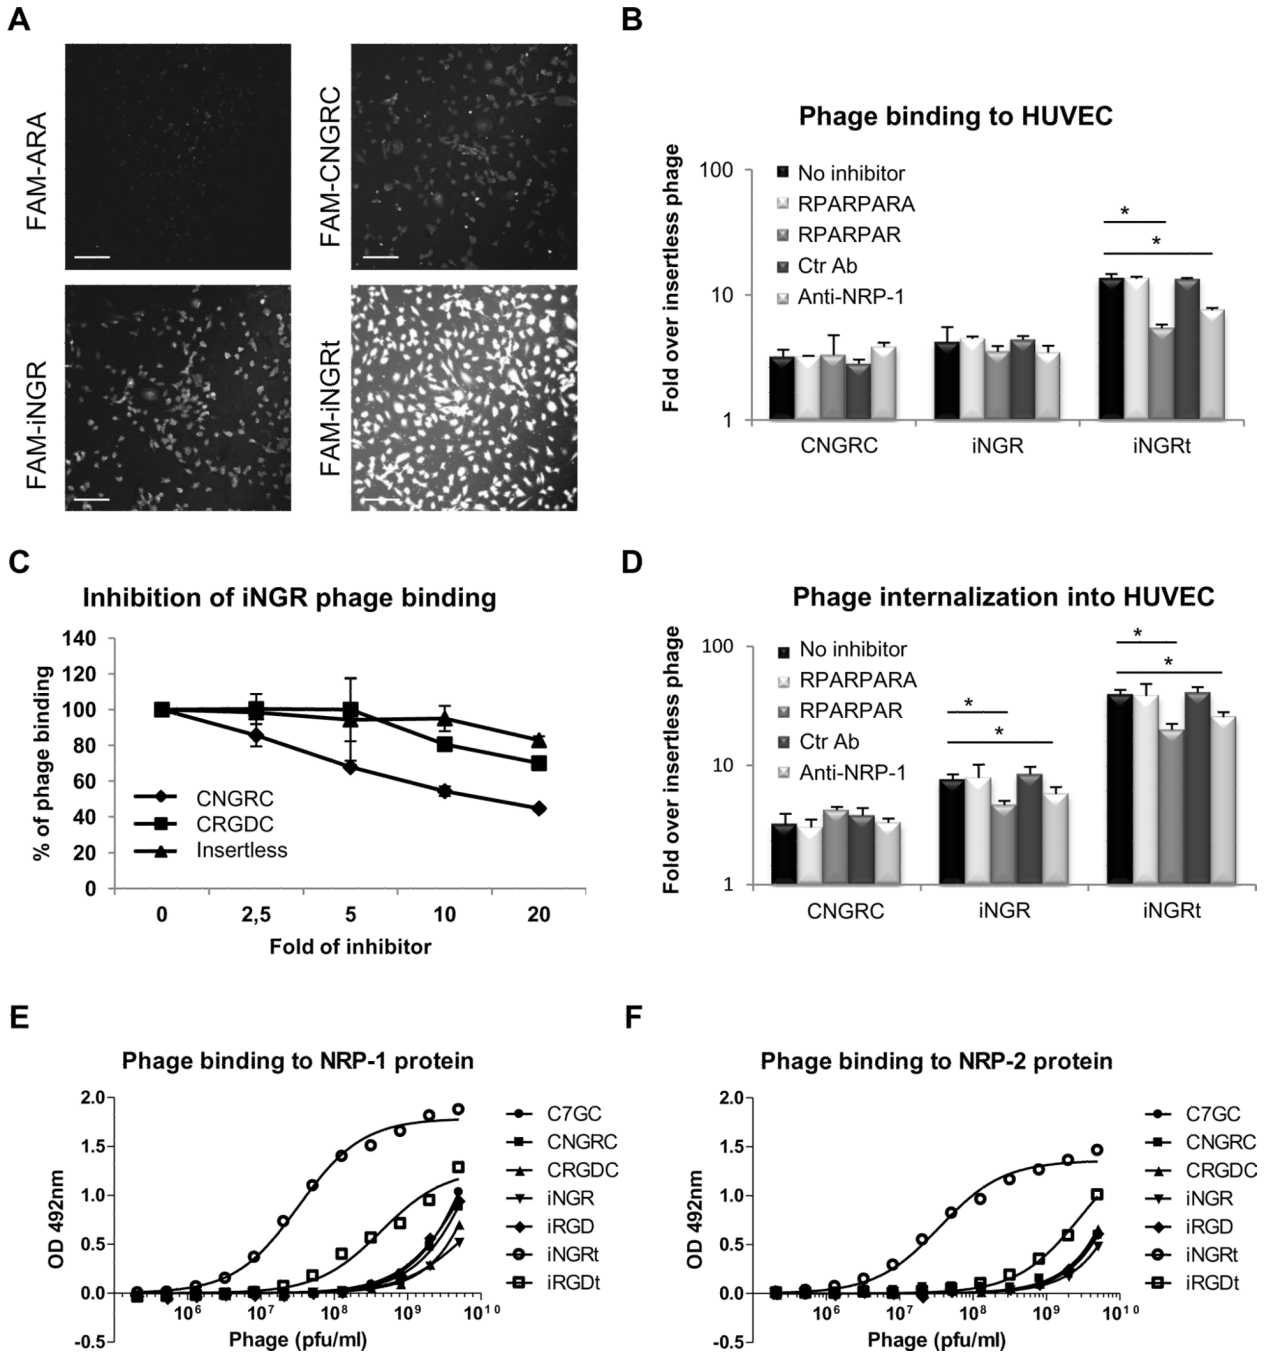 A
FAM-ARA
FAM-CNGRC
FAM-iNGR
FAM-iNGRt
B
Phage binding to HUVEC
Fold over insertless phage
100
10
1
No inhibitor
RPARPARA
RPARPAR
Ctr Ab
Anti-NRP-1
*
*
CNGRC
iNGR
iNGRt
C
Inhibition of iNGR phage binding
% of phage binding
140
120
100
80
60
40
20
0
CNGRC
CRGDC
Insertless
0
2,5
5
10
20
Fold of inhibitor
D
Phage internalization into HUVEC
Fold over insertless phage
100
10
1
No inhibitor
RPARPARA
RPARPAR
Ctr Ab
Anti-NRP-1
*
*
*
*
CNGRC
iNGR
iNGRt
E
Phage binding to NRP-1 protein
OD 492nm
2.0
1.5
1.0
0.5
0.0
-0.5
10⁶
10⁷
10⁸
10⁹
10¹⁰
Phage (pfu/ml)
C7GC
CNGRC
CRGDC
iNGR
iRGD
iNGRt
iRGDt
F
Phage binding to NRP-2 protein
OD 492nm
2.0
1.5
1.0
0.5
0.0
-0.5
10⁶
10⁷
10⁸
10⁹
10¹⁰
Phage (pfu/ml)
C7GC
CNGRC
CRGDC
iNGR
iRGD
iNGRt
iRGDt